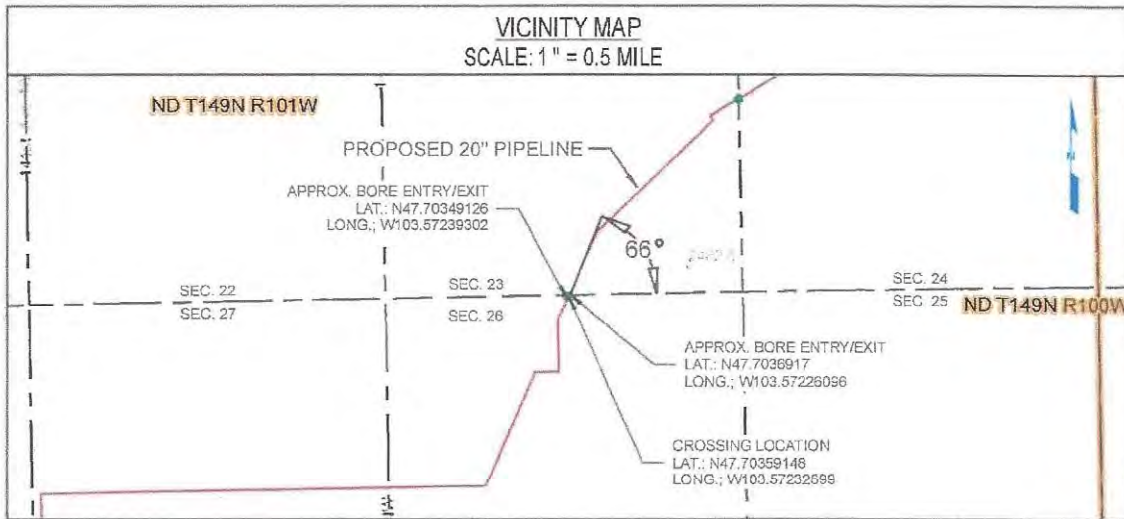 VICINITY MAP
SCALE: 1 " = 0.5 MILE
ND T149N R101W
PROPOSED 20" PIPELINE
APPROX. BORE ENTRY/EXIT
LAT.: N47.70349126
LONG.; W103.57239302
66°
SEC. 22
SEC. 23
SEC. 24
SEC. 27
SEC. 26
SEC. 25
ND T149N R100W
APPROX. BORE ENTRY/EXIT
LAT.: N47.7036917
LONG.; W103.57226096
CROSSING LOCATION
LAT.: N47.70359148
LONG.; W103.57232699